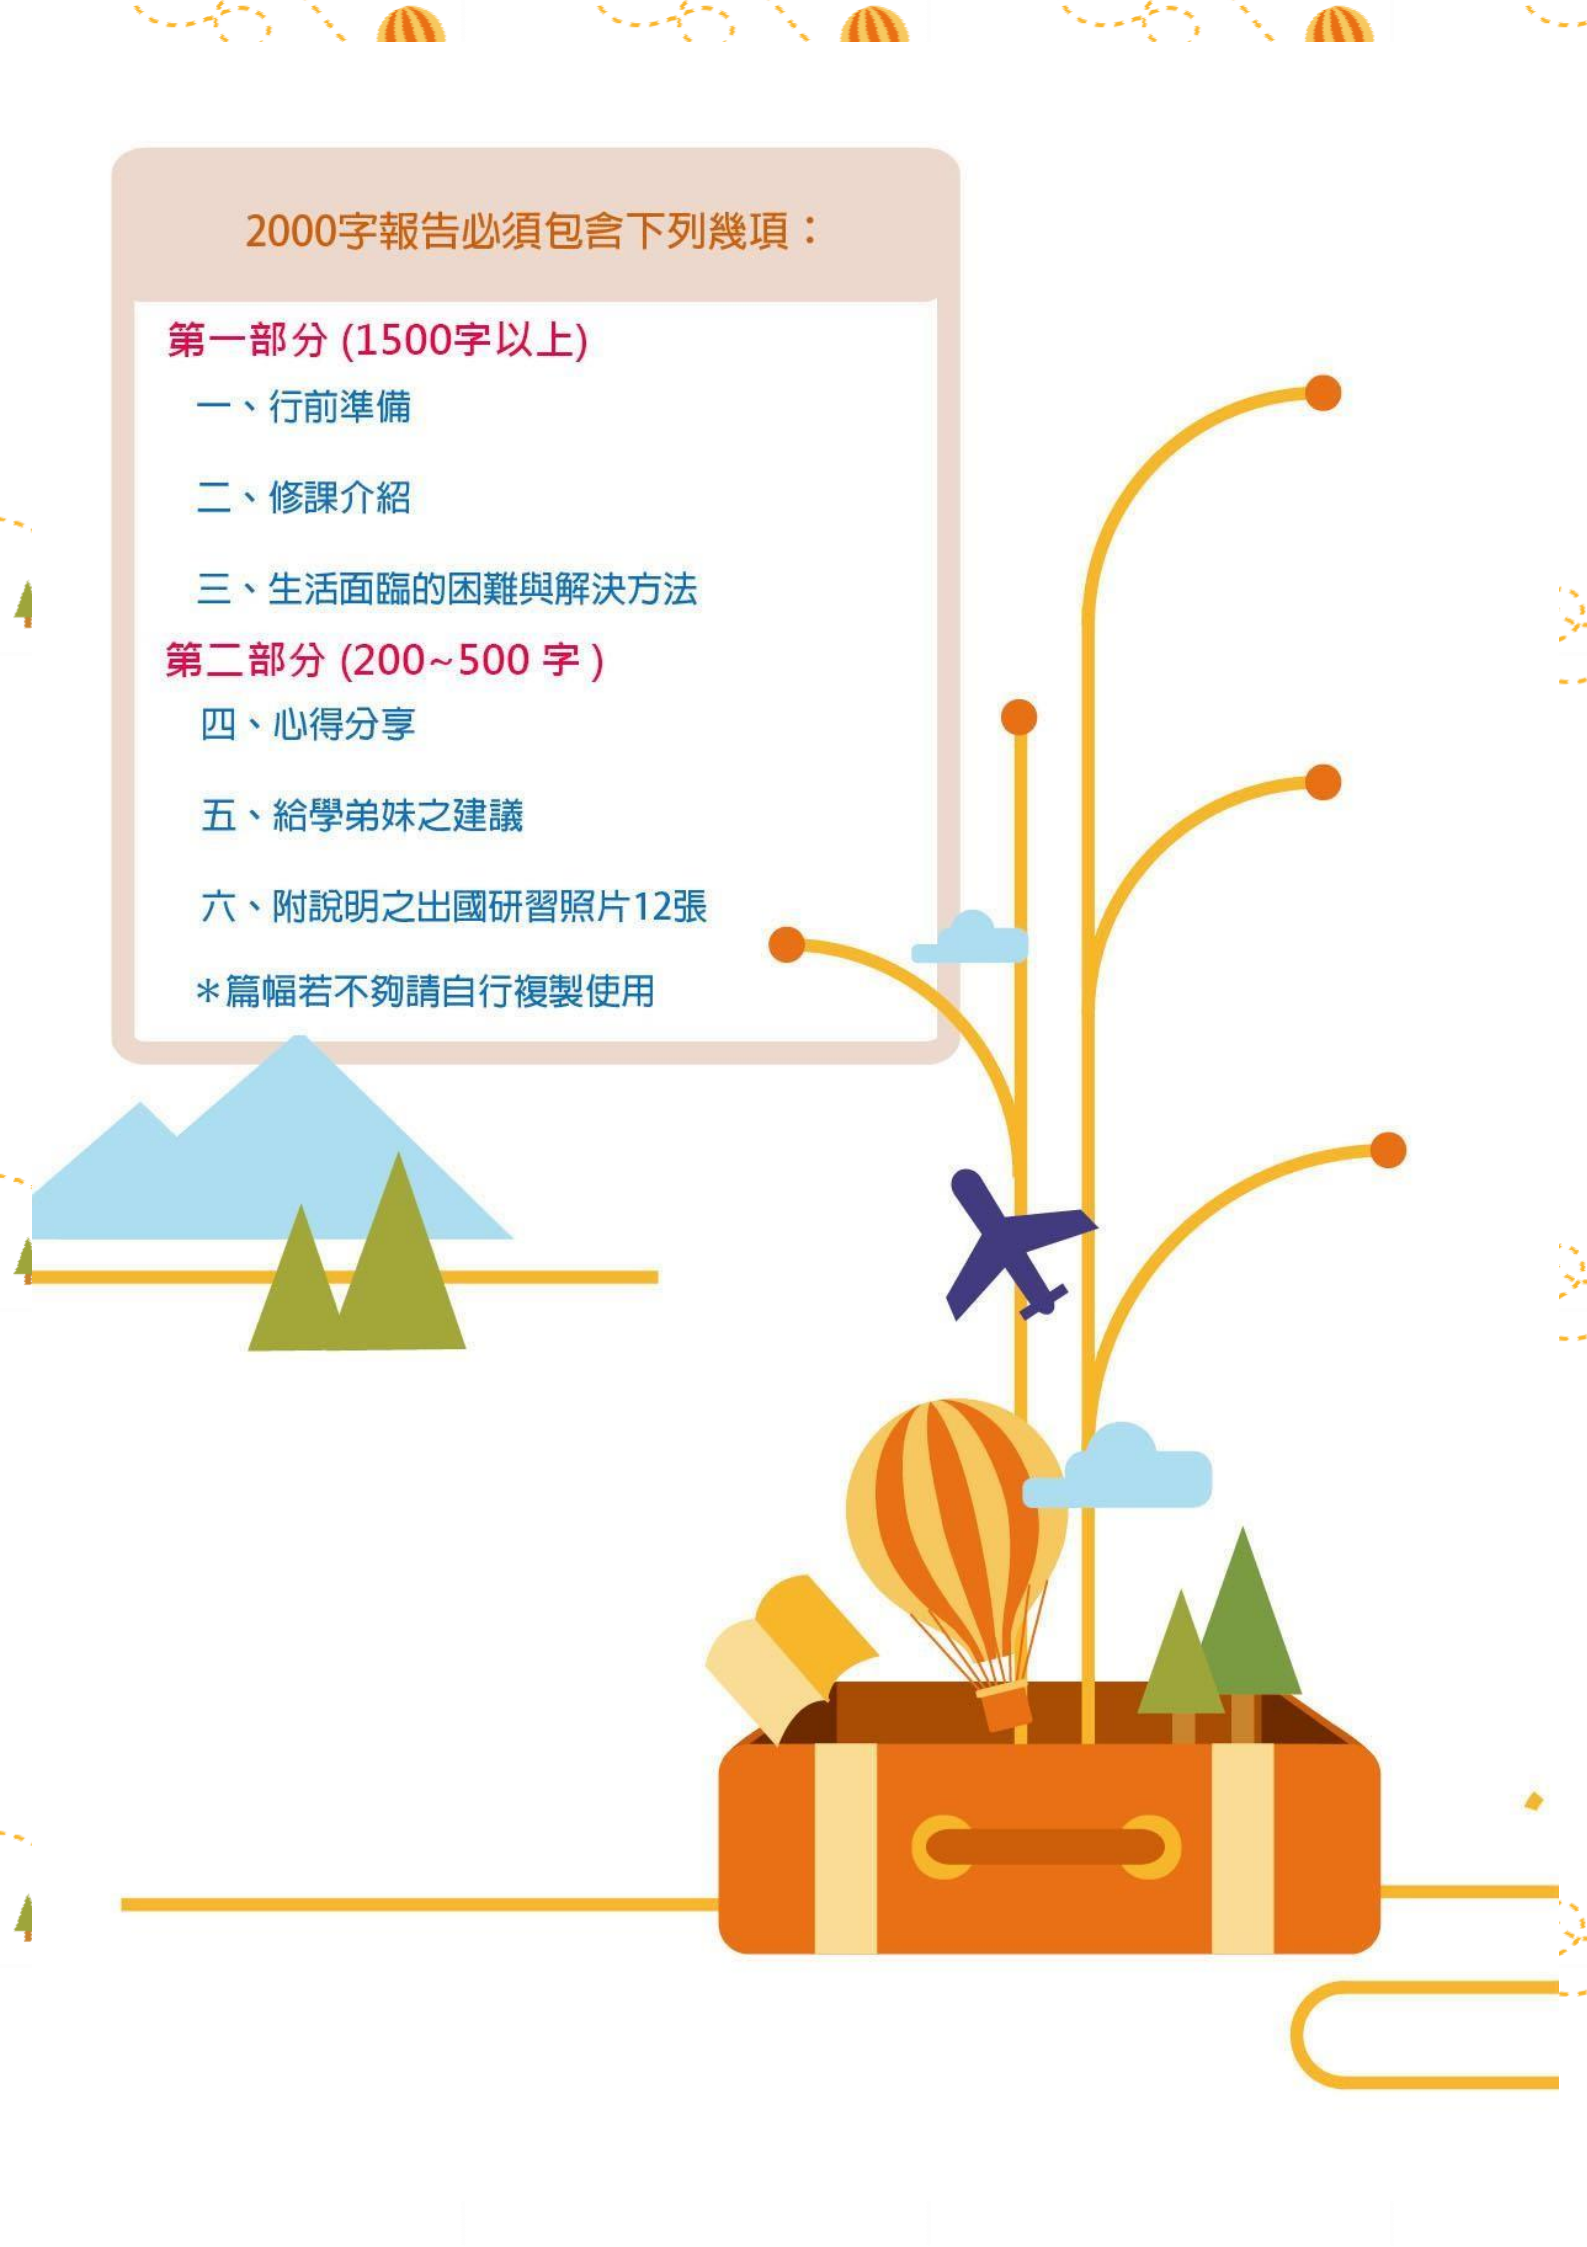 2000字報告必須包含下列幾項：
第一部分 (1500字以上)
一、行前準備
二、修課介紹
三、生活面臨的困難與解決方法
第二部分 (200~500 字 )
四、心得分享
五、給學弟妹之建議
六、附說明之出國研習照片12張
＊篇幅若不夠請自行複製使用